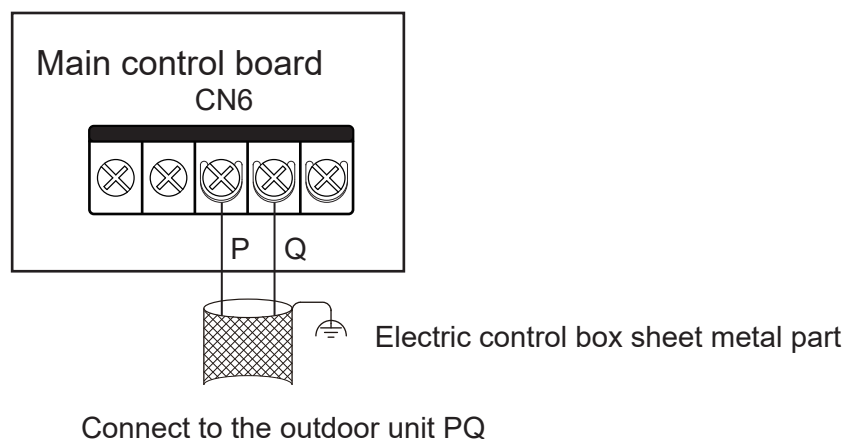 Main control board
CN6
P Q
Electric control box sheet metal part
Connect to the outdoor unit PQ